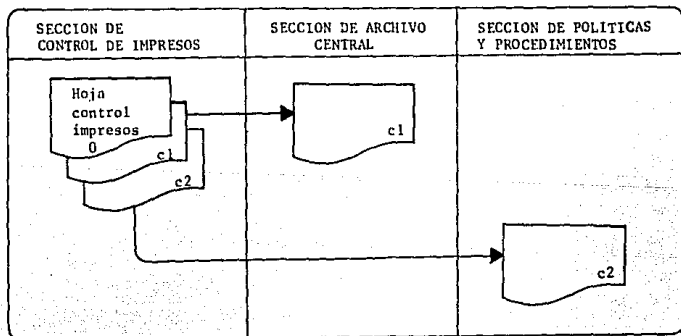 SECCION DE
CONTROL DE IMPRESOS
SECCION DE ARCHIVO
CENTRAL
SECCION DE POLITICAS
Y PROCEDIMIENTOS
Hoja
control
impresos
O
c1
c2
c1
c2